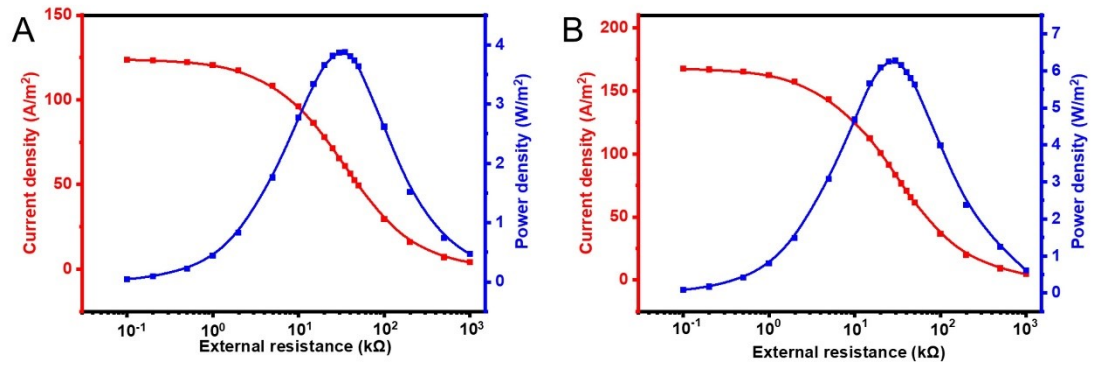 A
Current density (A/m²)
150
100
50
0
Power density (W/m²)
4
3
2
1
0
10⁻¹ 10⁰ 10¹ 10² 10³
External resistance (kΩ)
B
Current density (A/m²)
200
150
100
50
0
Power density (W/m²)
7
6
5
4
3
2
1
0
10⁻¹ 10⁰ 10¹ 10² 10³
External resistance (kΩ)